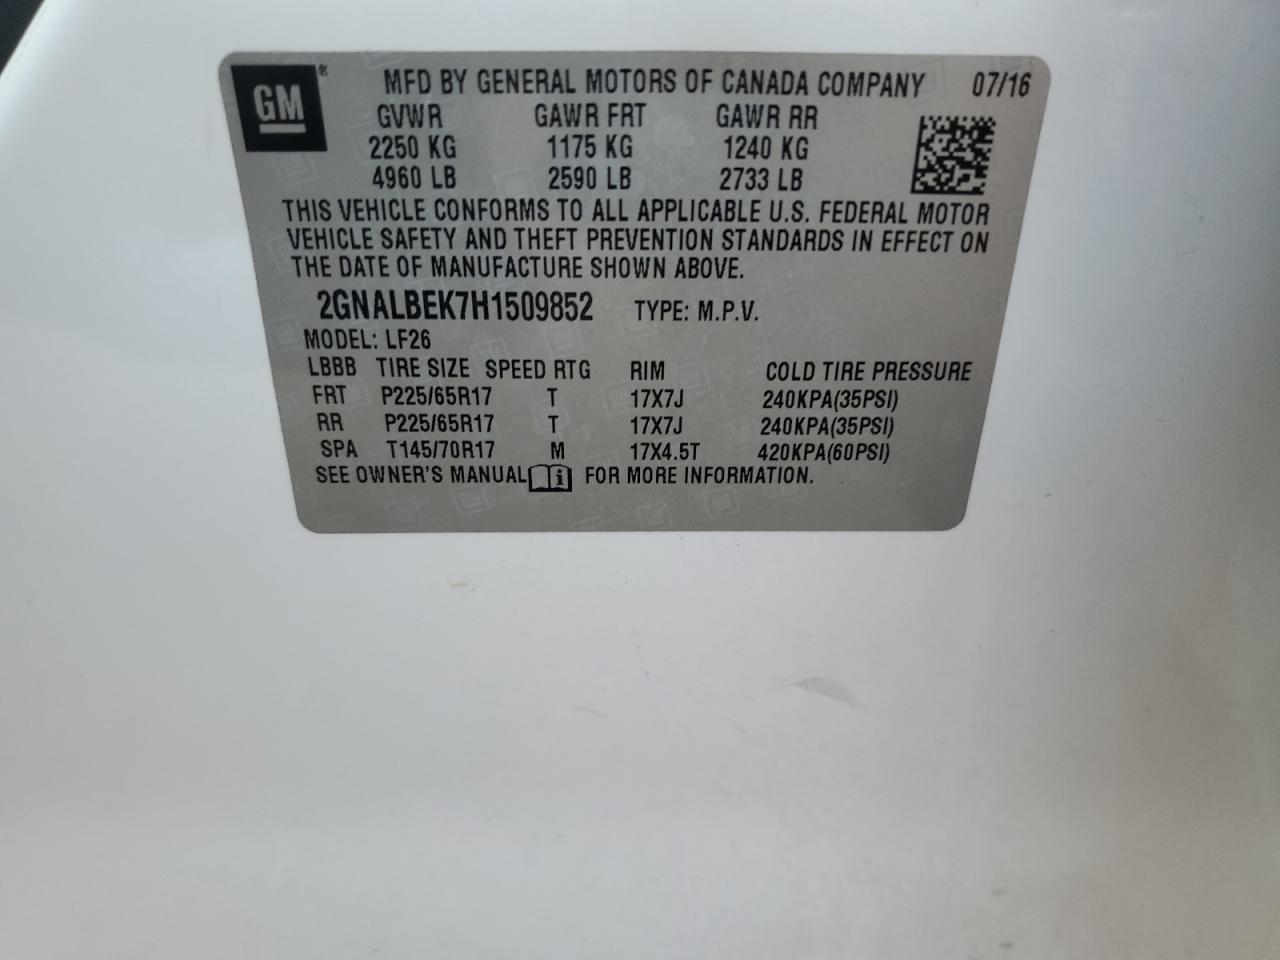 GM® MFD BY GENERAL MOTORS OF CANADA COMPANY 07/16
GVWR GAWR FRT GAWR RR
2250 KG 1175 KG 1240 KG
4960 LB 2590 LB 2733 LB
THIS VEHICLE CONFORMS TO ALL APPLICABLE U.S. FEDERAL MOTOR
VEHICLE SAFETY AND THEFT PREVENTION STANDARDS IN EFFECT ON
THE DATE OF MANUFACTURE SHOWN ABOVE.
2GNALBEK7H1509852 TYPE: M.P.V.
MODEL: LF26
LBBB TIRE SIZE SPEED RTG RIM COLD TIRE PRESSURE
FRT P225/65R17 T 17X7J 240KPA(35PSI)
RR P225/65R17 T 17X7J 240KPA(35PSI)
SPA T145/70R17 M 17X4.5T 420KPA(60PSI)
SEE OWNER'S MANUAL i FOR MORE INFORMATION.